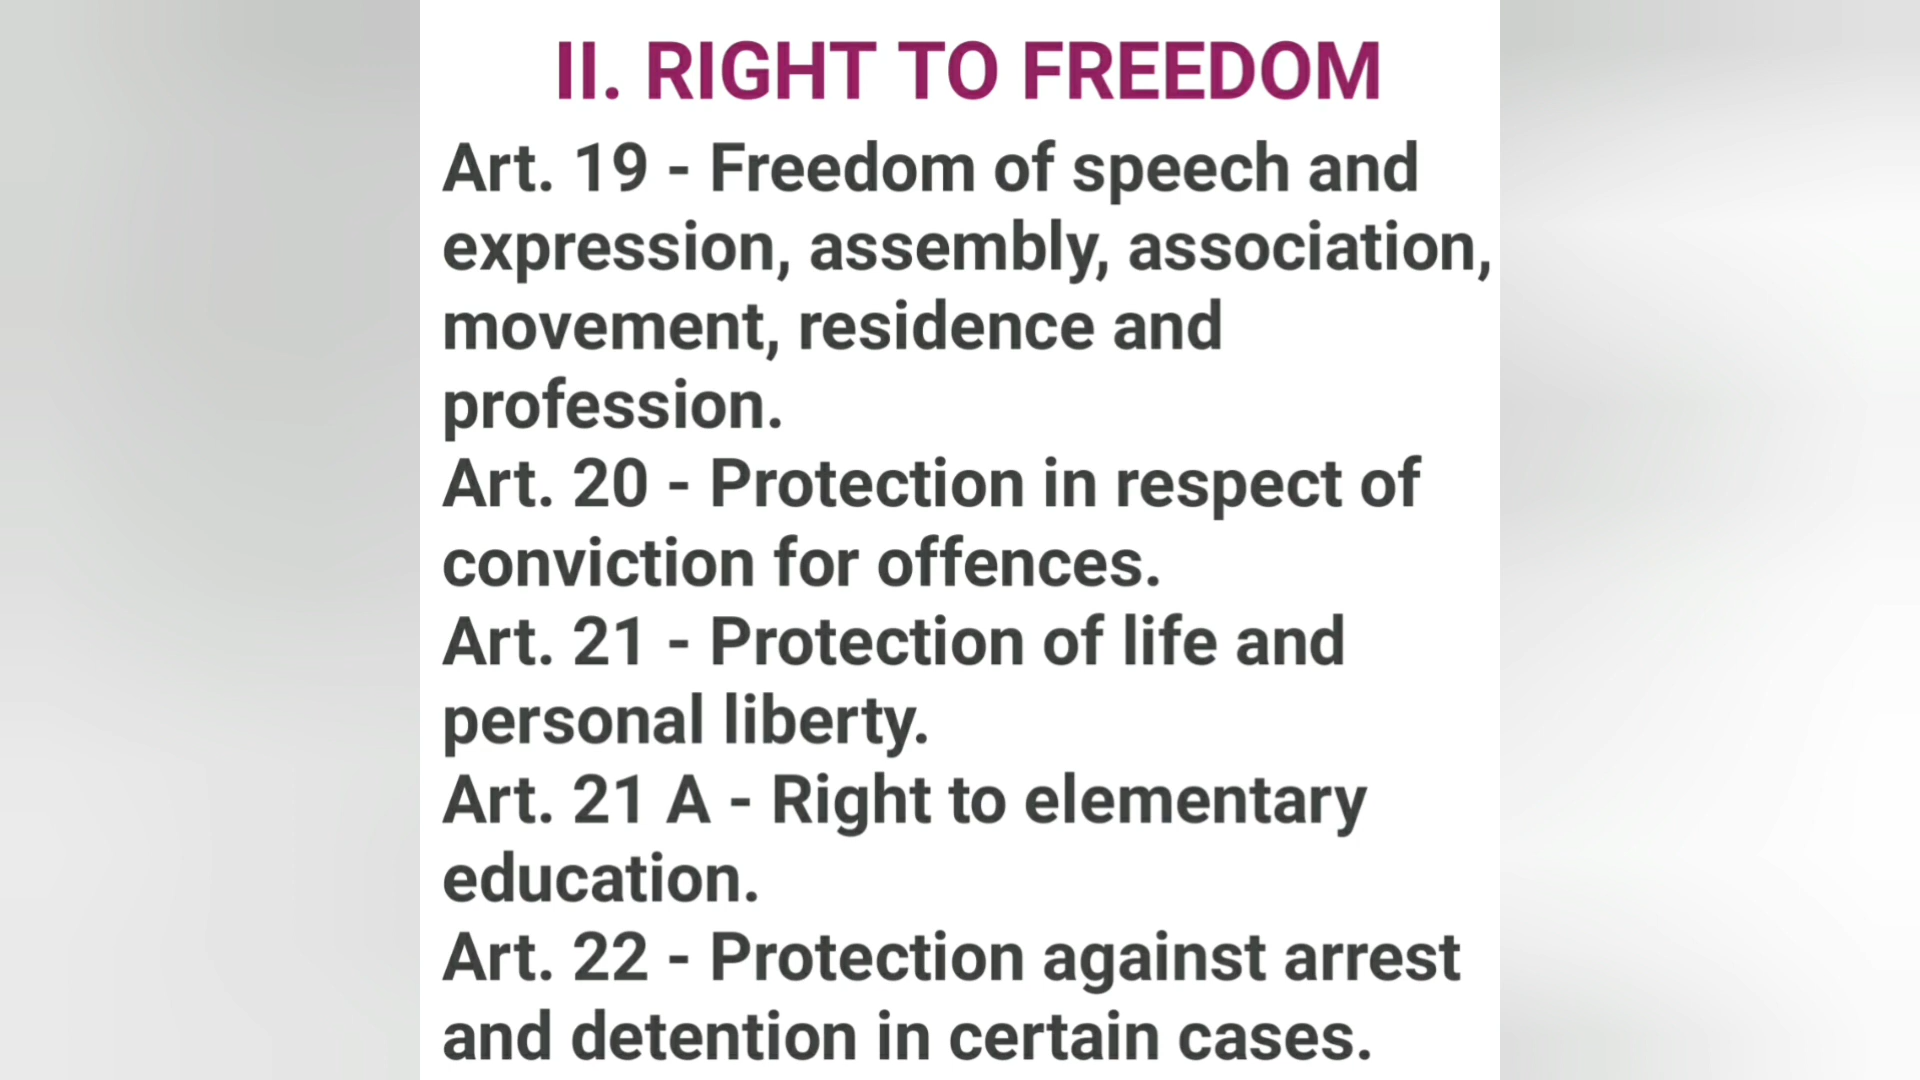 II. RIGHT TO FREEDOM
Art. 19 - Freedom of speech and
expression, assembly, association,
movement, residence and
profession.
Art. 20 - Protection in respect of
conviction for offences.
Art. 21 - Protection of life and
personal liberty.
Art. 21 A - Right to elementary
education.
Art. 22 - Protection against arrest
and detention in certain cases.